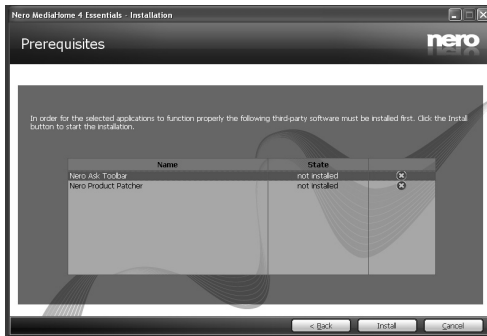 Nero MediaHome 4 Essentials - Installation
Prerequisites
nero
In order for the selected applications to function properly the following third-party software must be installed first. Click the Install
button to start the installation.
Name State
Nero Ask Toolbar not installed
Nero Product Patcher not installed
< Back Install Cancel